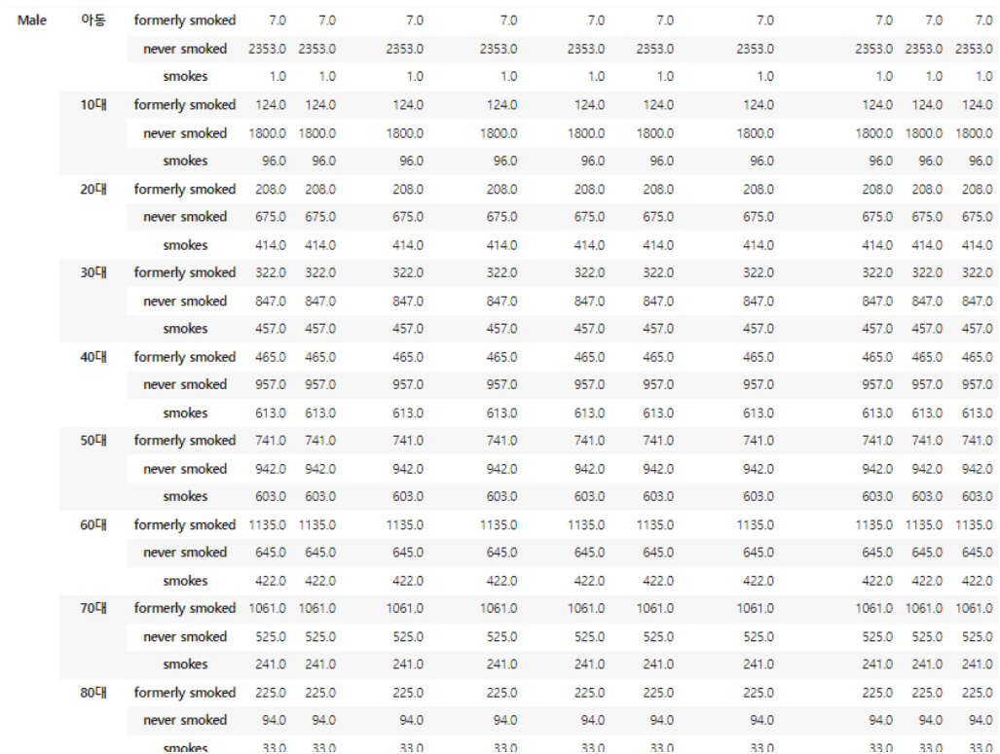 Male 아동 formerly smoked 7.0 7.0 7.0 7.0 7.0 7.0 7.0 7.0 7.0 7.0
never smoked 2353.0 2353.0 2353.0 2353.0 2353.0 2353.0 2353.0 2353.0 2353.0 2353.0
smokes 1.0 1.0 1.0 1.0 1.0 1.0 1.0 1.0 1.0 1.0
10대 formerly smoked 124.0 124.0 124.0 124.0 124.0 124.0 124.0 124.0 124.0 124.0
never smoked 1800.0 1800.0 1800.0 1800.0 1800.0 1800.0 1800.0 1800.0 1800.0 1800.0
smokes 96.0 96.0 96.0 96.0 96.0 96.0 96.0 96.0 96.0 96.0
20대 formerly smoked 208.0 208.0 208.0 208.0 208.0 208.0 208.0 208.0 208.0 208.0
never smoked 675.0 675.0 675.0 675.0 675.0 675.0 675.0 675.0 675.0 675.0
smokes 414.0 414.0 414.0 414.0 414.0 414.0 414.0 414.0 414.0 414.0
30대 formerly smoked 322.0 322.0 322.0 322.0 322.0 322.0 322.0 322.0 322.0 322.0
never smoked 847.0 847.0 847.0 847.0 847.0 847.0 847.0 847.0 847.0 847.0
smokes 457.0 457.0 457.0 457.0 457.0 457.0 457.0 457.0 457.0 457.0
40대 formerly smoked 465.0 465.0 465.0 465.0 465.0 465.0 465.0 465.0 465.0 465.0
never smoked 957.0 957.0 957.0 957.0 957.0 957.0 957.0 957.0 957.0 957.0
smokes 613.0 613.0 613.0 613.0 613.0 613.0 613.0 613.0 613.0 613.0
50대 formerly smoked 741.0 741.0 741.0 741.0 741.0 741.0 741.0 741.0 741.0 741.0
never smoked 942.0 942.0 942.0 942.0 942.0 942.0 942.0 942.0 942.0 942.0
smokes 603.0 603.0 603.0 603.0 603.0 603.0 603.0 603.0 603.0 603.0
60대 formerly smoked 1135.0 1135.0 1135.0 1135.0 1135.0 1135.0 1135.0 1135.0 1135.0 1135.0
never smoked 645.0 645.0 645.0 645.0 645.0 645.0 645.0 645.0 645.0 645.0
smokes 422.0 422.0 422.0 422.0 422.0 422.0 422.0 422.0 422.0 422.0
70대 formerly smoked 1061.0 1061.0 1061.0 1061.0 1061.0 1061.0 1061.0 1061.0 1061.0 1061.0
never smoked 525.0 525.0 525.0 525.0 525.0 525.0 525.0 525.0 525.0 525.0
smokes 241.0 241.0 241.0 241.0 241.0 241.0 241.0 241.0 241.0 241.0
80대 formerly smoked 225.0 225.0 225.0 225.0 225.0 225.0 225.0 225.0 225.0 225.0
never smoked 94.0 94.0 94.0 94.0 94.0 94.0 94.0 94.0 94.0 94.0
smokes 33.0 33.0 33.0 33.0 33.0 33.0 33.0 33.0 33.0 33.0